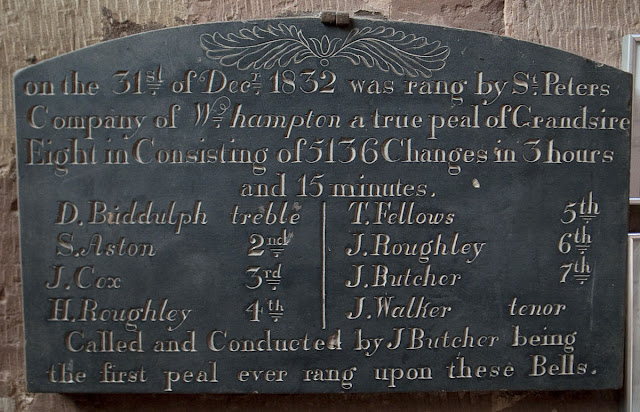 on the 31st of Decr 1832 was rang by St Peters
Company of Wohampton a true peal of Grandsire
Eight in Consisting of 5136 Changes in 3 hours
and 15 minutes.
D. Biddulph treble T. Fellows 5th
S. Aston 2nd J. Roughley 6th
J. Cox 3rd J. Butcher 7th
H. Roughley 4th J. Walker tenor
Called and Conducted by J Butcher being
the first peal ever rang upon these Bells.